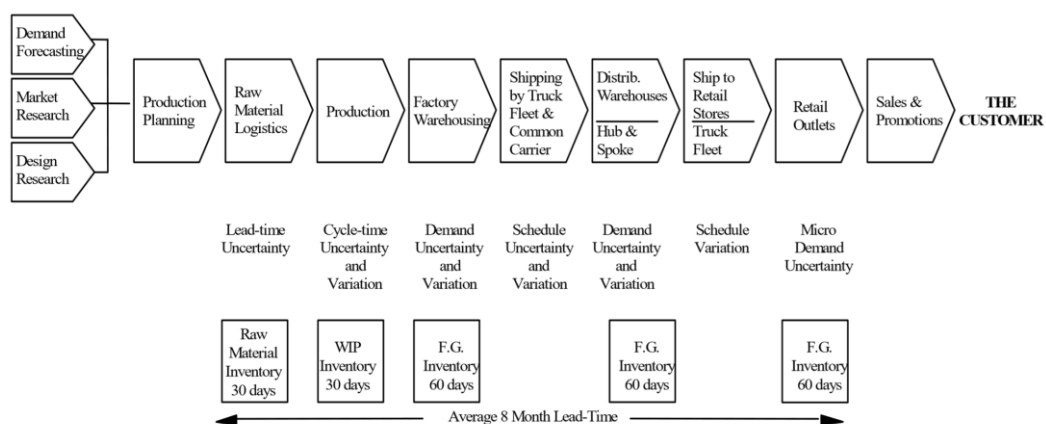 Demand
Forecasting
Market
Research
Design
Research
Production
Planning
Raw
Material
Logistics
Production
Factory
Warehousing
Shipping
by Truck
Fleet &
Common
Carrier
Distrib.
Warehouses
Hub &
Spoke
Ship to
Retail
Stores
Truck
Fleet
Retail
Outlets
Sales &
Promotions
THE
CUSTOMER
Lead-time
Uncertainty
Cycle-time
Uncertainty
and
Variation
Demand
Uncertainty
and
Variation
Schedule
Uncertainty
and
Variation
Demand
Uncertainty
and
Variation
Schedule
Variation
Micro
Demand
Uncertainty
Raw
Material
Inventory
30 days
WIP
Inventory
30 days
F.G.
Inventory
60 days
F.G.
Inventory
60 days
F.G.
Inventory
60 days
Average 8 Month Lead-Time